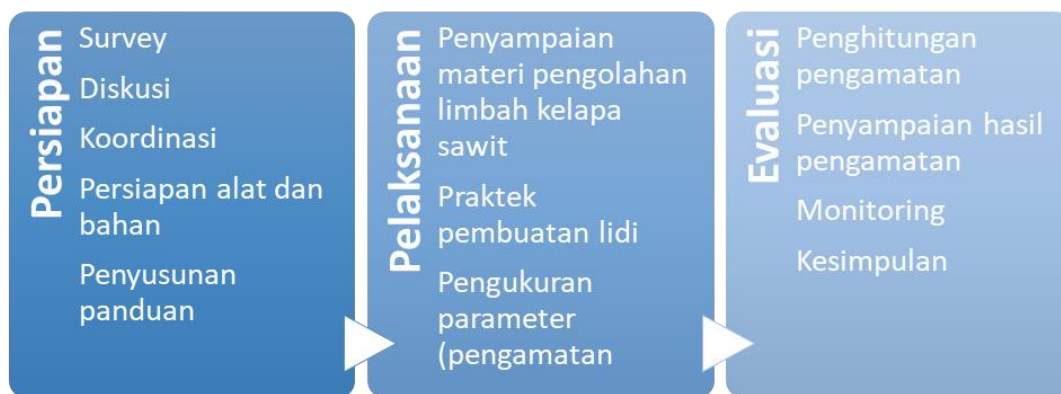 Persiapan
Survey
Diskusi
Koordinasi
Persiapan alat dan
bahan
Penyusunan
panduan
Pelaksanaan
Penyampaian
materi pengolahan
limbah kelapa
sawit
Praktek
pembuatan lidi
Pengukuran
parameter
(pengamatan
Evaluasi
Penghitungan
pengamatan
Penyampaian hasil
pengamatan
Monitoring
Kesimpulan